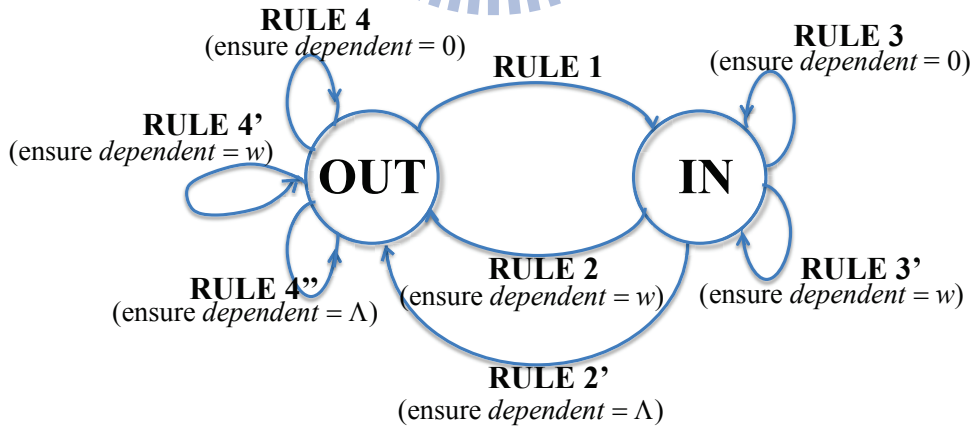 RULE 4
(ensure dependent = 0)
RULE 1
RULE 3
(ensure dependent = 0)
RULE 4’
(ensure dependent = w)
OUT
IN
RULE 4”
(ensure dependent = Λ)
RULE 2
(ensure dependent = w)
RULE 3’
(ensure dependent = w)
RULE 2’
(ensure dependent = Λ)